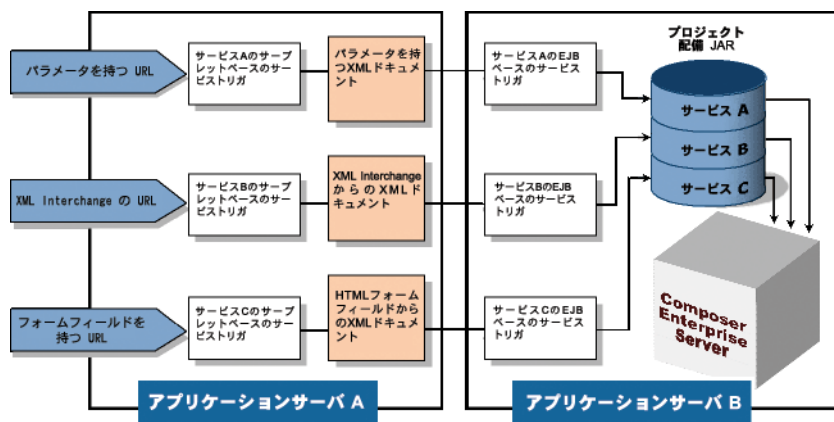 プロジェクト
配備 JAR
パラメータを持つ URL
サービスAのサーブ
レットベースのサー
ビストリガ
パラメータを持
つXMLドキュメ
ント
サービスAのEJB
ベースのサービス
トリガ
サービス A
サービス B
サービス C
XML Interchange の URL
サービスBのサーブ
レットベースのサー
ビストリガ
XML Interchange
からのXMLド
キュメント
サービスBのEJB
ベースのサービス
トリガ
フォームフィールドを
持つ URL
サービスCのサーブ
レットベースのサー
ビストリガ
HTMLフォーム
フィールドから
のXMLドキュ
メント
サービスCのEJB
ベースのサービス
トリガ
Composer
Enterprise
Server
アプリケーションサーバ A
アプリケーションサーバ B